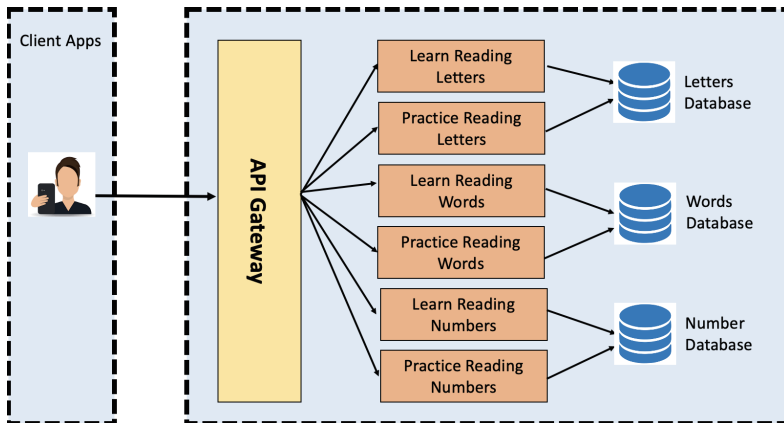 Client Apps
API Gateway
Learn Reading
Letters
Practice Reading
Letters
Learn Reading
Words
Practice Reading
Words
Learn Reading
Numbers
Practice Reading
Numbers
Letters
Database
Words
Database
Number
Database